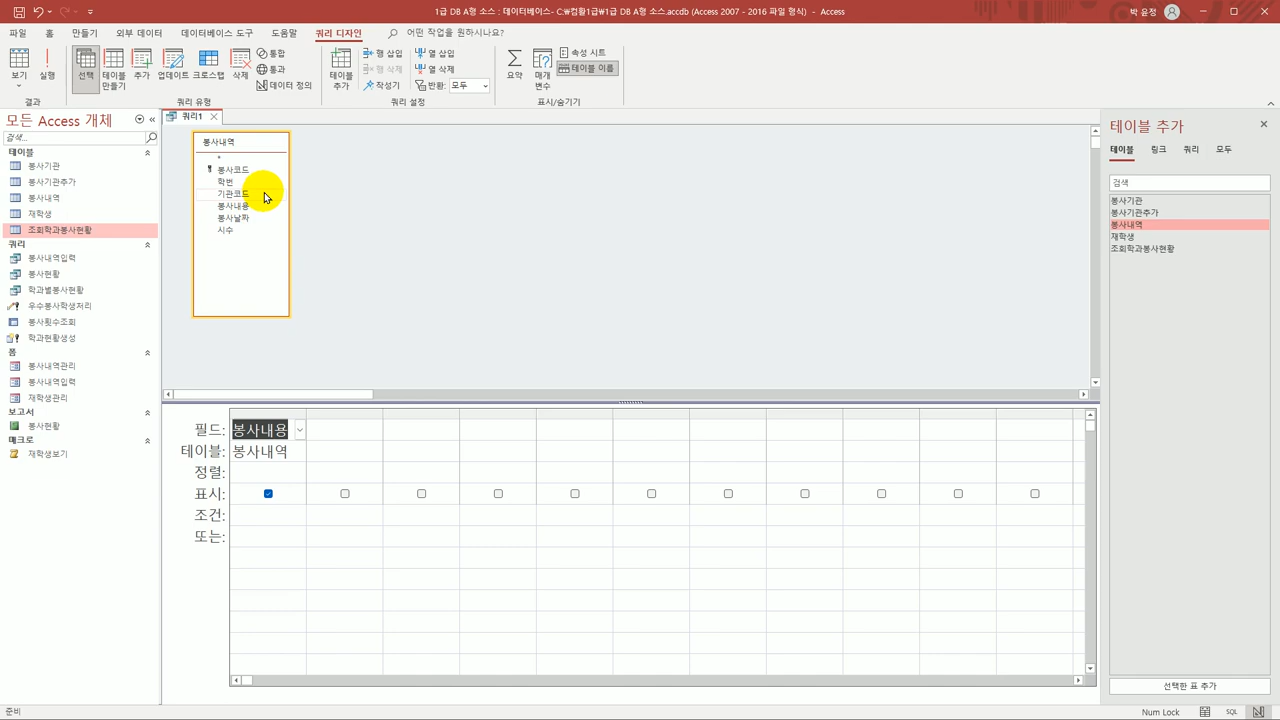 1급 DB A형 소스 : 데이터베이스- C:₩컴활1급₩1급 DB A형 소스.accdb (Access 2007 - 2016 파일 형식) - Access
박 윤정
파일 홈 만들기 외부 데이터 데이터베이스 도구 도움말 쿼리 디자인 어떤 작업을 원하시나요?
보기
실행
선택
테이블 만들기
추가
업데이트
크로스탭
삭제
통합
통과
데이터 정의
테이블 추가
행 삽입
행 삭제
작성기
열 삽입
열 삭제
반환: 모두
요약
매개 변수
속성 시트
테이블 이름
결과
쿼리 유형
쿼리 설정
표시/숨기기
모든 Access 개체
검색...
테이블
봉사기관
봉사기관추가
봉사내역
재학생
조회학과봉사현황
쿼리
봉사내역입력
봉사현황
학과별봉사현황
우수봉사학생처리
봉사횟수조회
학과현황생성
폼
봉사내역관리
봉사내역입력
재학생관리
보고서
봉사현황
매크로
재학생보기
쿼리1
봉사내역
*
봉사코드
학번
기관코드
봉사내용
봉사날짜
시수
필드: 봉사내용
테이블: 봉사내역
정렬:
표시:
조건:
또는:
테이블 추가
테이블 링크 쿼리 모두
검색
봉사기관
봉사기관추가
봉사내역
재학생
조회학과봉사현황
선택한 표 추가
준비
Num Lock
SQL